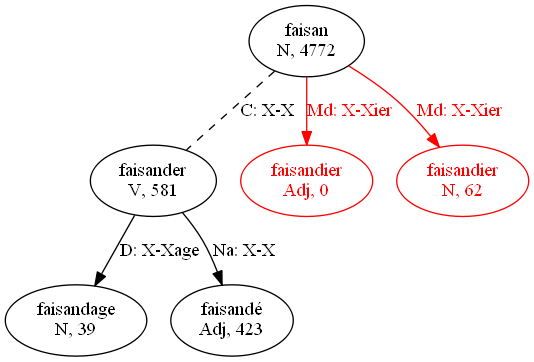 faisan
N, 4772
C: X-X
Md: X-Xier
Md: X-Xier
faisander
V, 581
faisandier
Adj, 0
faisandier
N, 62
D: X-Xage
Na: X-X
faisandage
N, 39
faisandé
Adj, 423